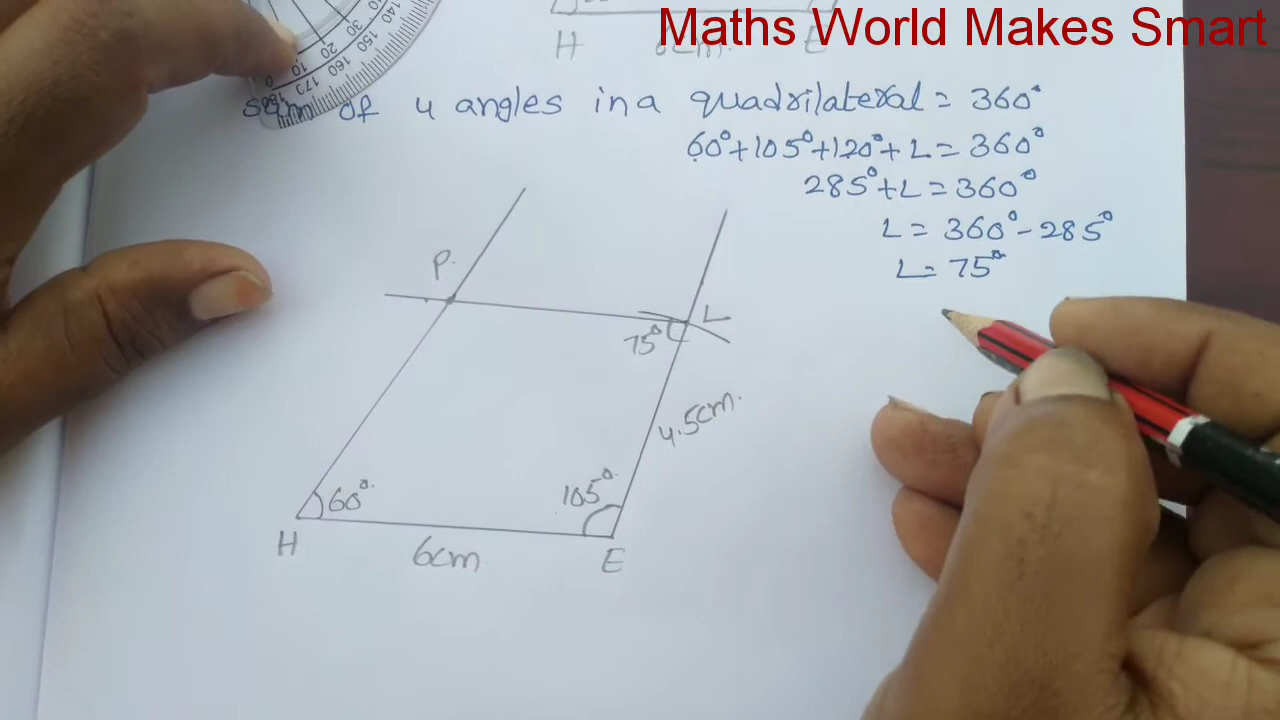 Maths World Makes Smart
H 6cm. E
sum of 4 angles in a quadrilateral = 360°
60°+105°+120°+L=360°
285°+L=360°
L= 360°-285°
L= 75°
P.
L
75°
4.5cm.
60°
105°
H
6cm
E